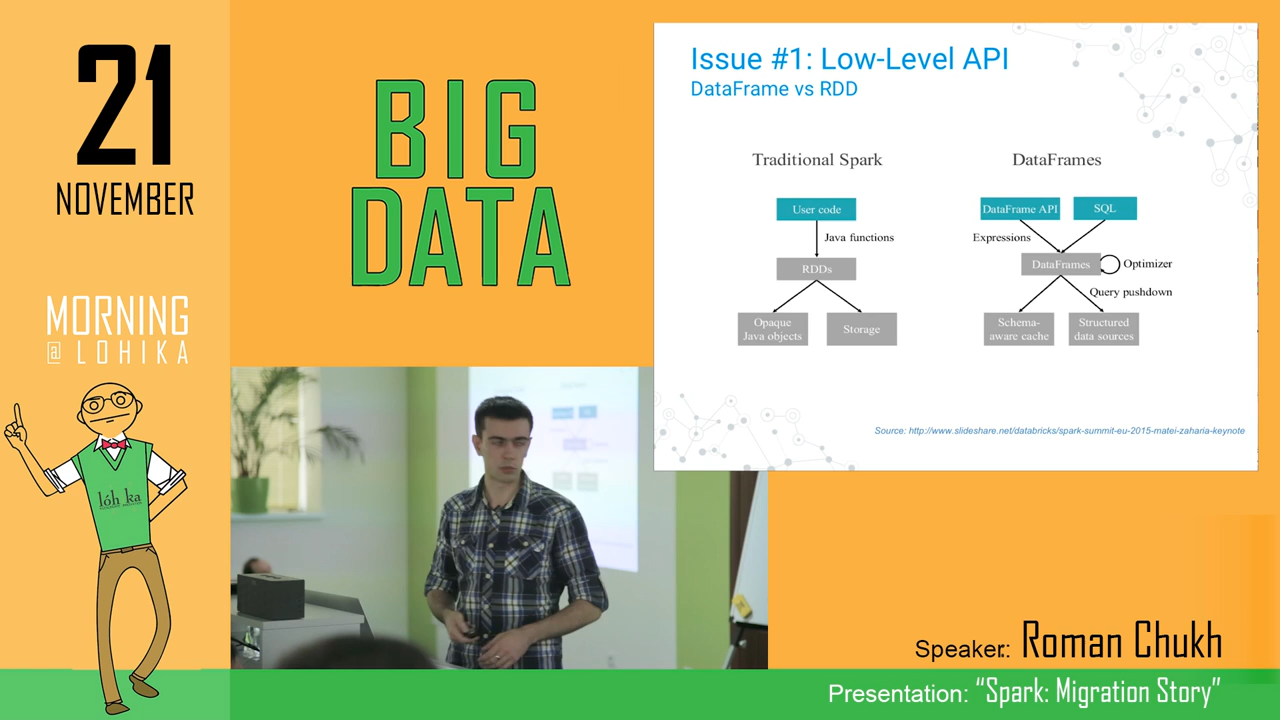 21
NOVEMBER
MORNING
@ LOHIKA
BIG
DATA
Issue #1: Low-Level API
DataFrame vs RDD
Traditional Spark
User code
Java functions
RDDs
Opaque
Java objects
Storage
DataFrames
DataFrame API
SQL
Expressions
DataFrames
Optimizer
Query pushdown
Schema-
aware cache
Structured
data sources
Source: http://www.slideshare.net/databricks/spark-summit-eu-2015-matei-zaharia-keynote
lóh ka
Speaker: Roman Chukh
Presentation: “Spark: Migration Story”